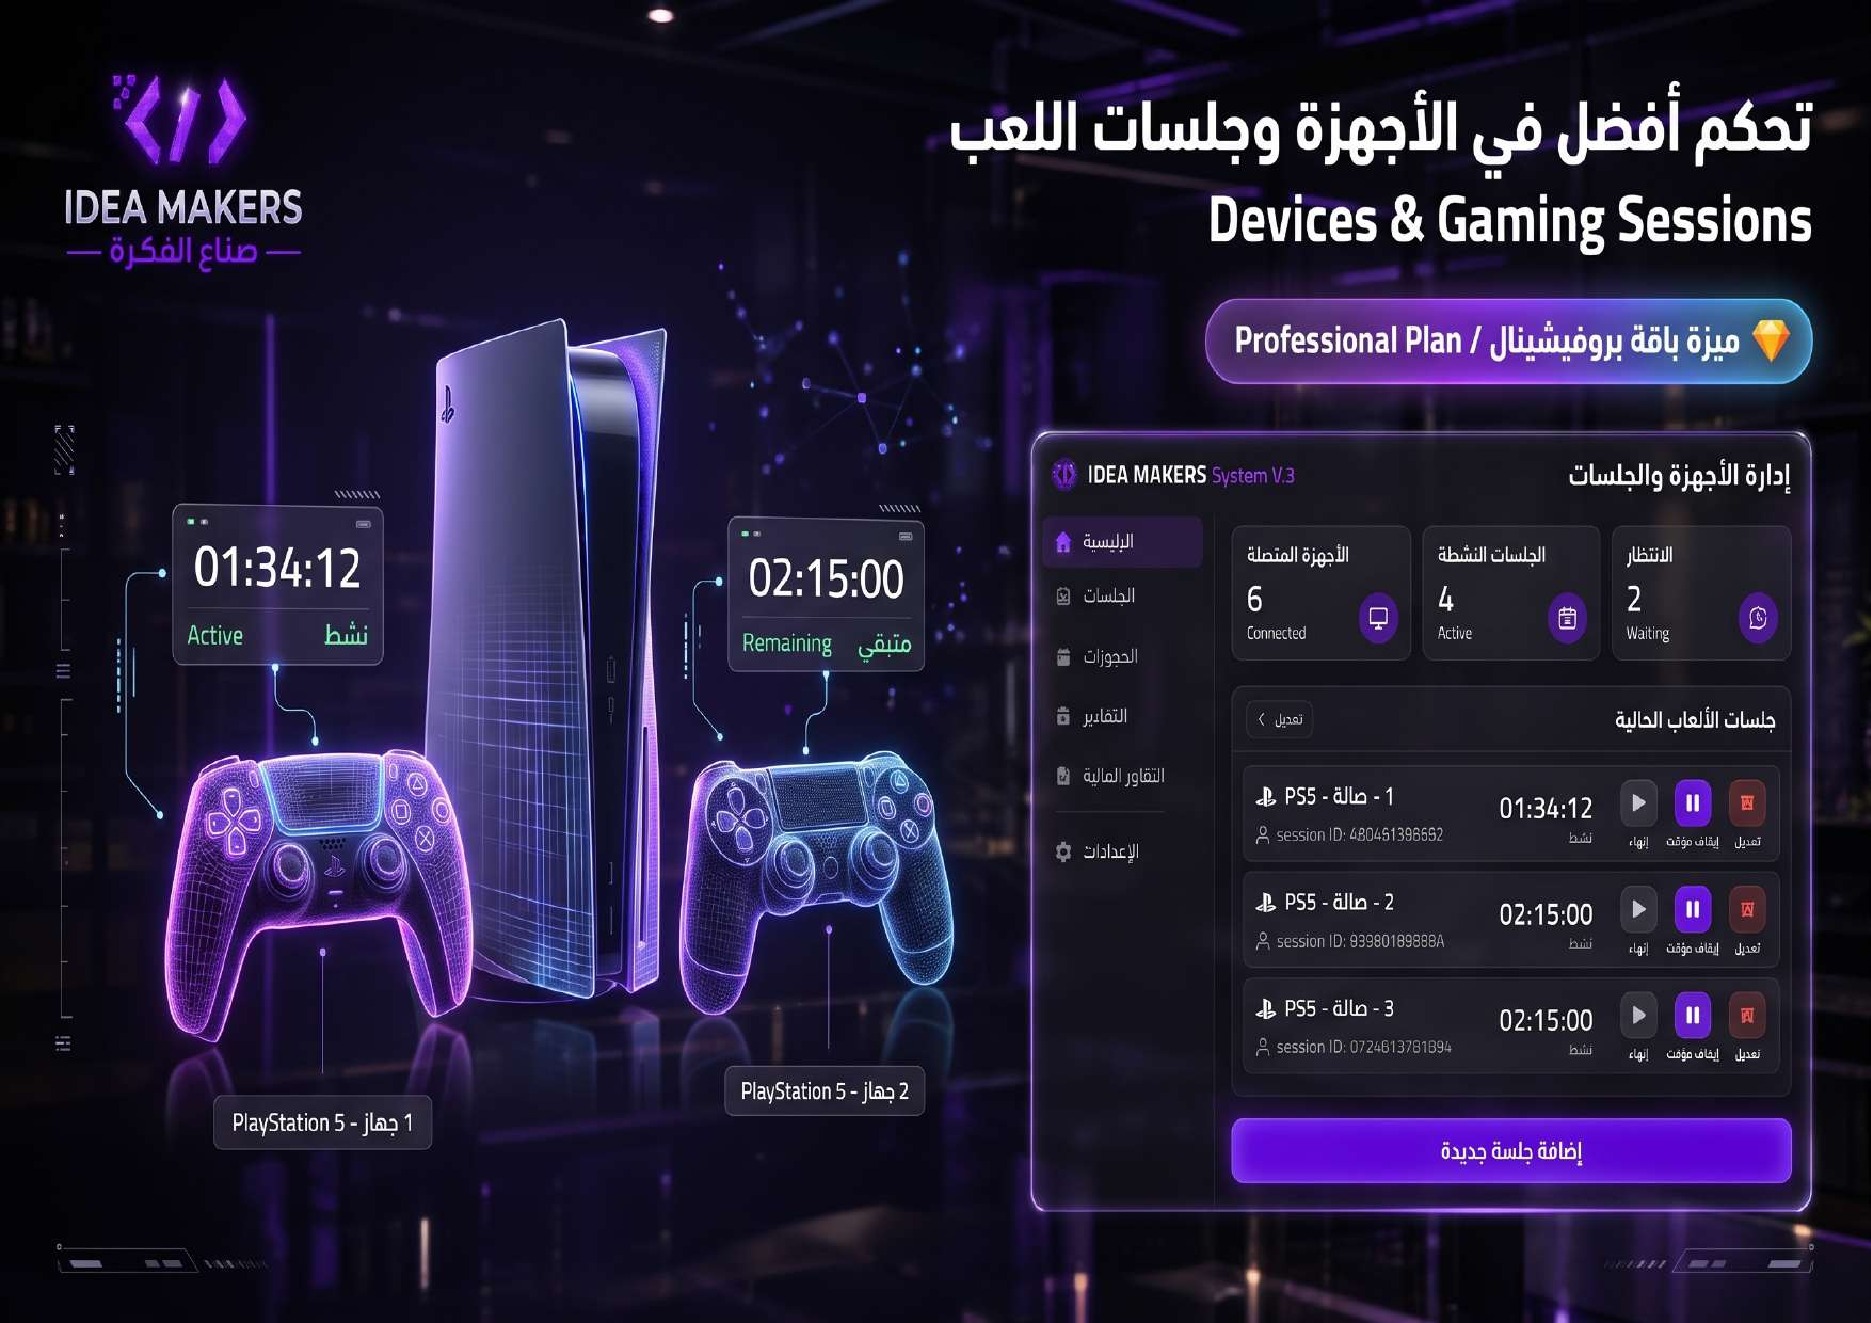 IDEA MAKERS
صناع الفكرة
تحكم أفضل في الأجهزة وجلسات اللعب
Devices & Gaming Sessions
ميزة باقة بروفيشينال / Professional Plan
01:34:12
Active نشط
02:15:00
Remaining متبقي
PlayStation 5 - جهاز 1
PlayStation 5 - جهاز 2
IDEA MAKERS System V.3
إدارة الأجهزة والجلسات
الجلسات
الحجوزات
التقاور المالية
الإعدادات
الأجهزة المتصلة
6
Connected
الجلسات النشطة
4
Active
الانتظار
2
Waiting
جلسات الألعاب الحالية
تعديل
PS5 - صالة - 1
session ID: 480451396652
01:34:12
نشط
إنهاء
إيقاف مؤقت
تعديل
PS5 - صالة - 2
session ID: 83980189888A
02:15:00
نشط
إنهاء
إيقاف مؤقت
تعديل
PS5 - صالة - 3
session ID: 0724613781894
02:15:00
نشط
إنهاء
إيقاف مؤقت
تعديل
إضافة جلسة جديدة